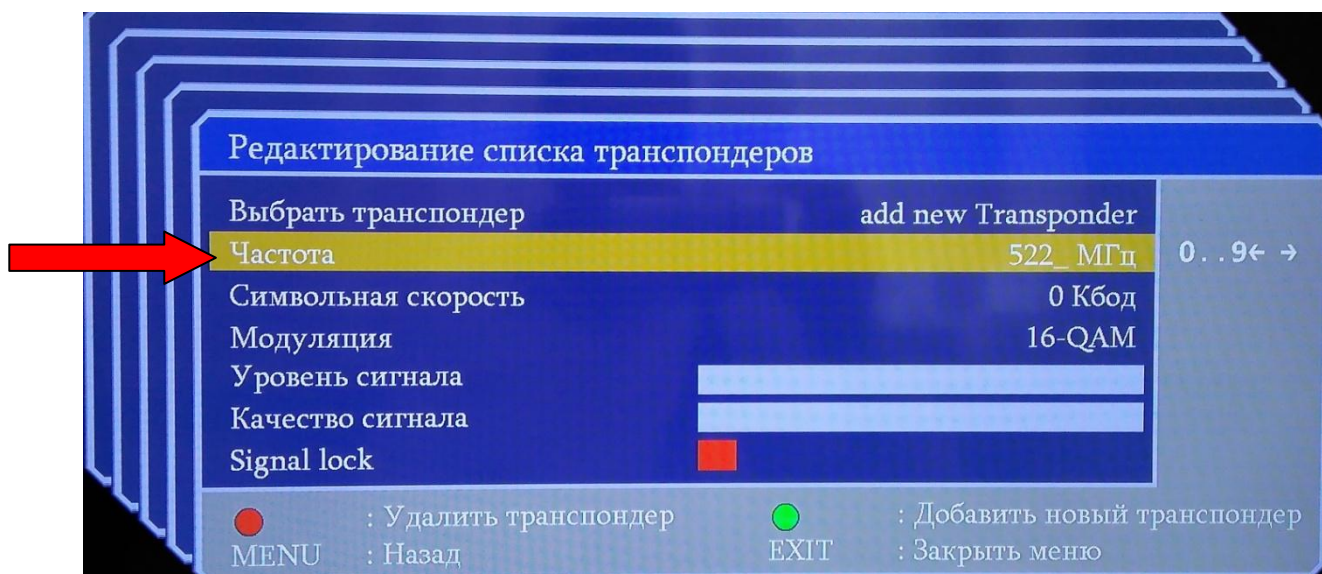 Редактирование списка транспондеров
Выбрать транспондер add new Transponder
Частота 522_ МГц 0..9← →
Символьная скорость 0 Кбод
Модуляция 16-QAM
Уровень сигнала
Качество сигнала
Signal lock
: Удалить транспондер : Добавить новый транспондер
MENU : Назад EXIT : Закрыть меню